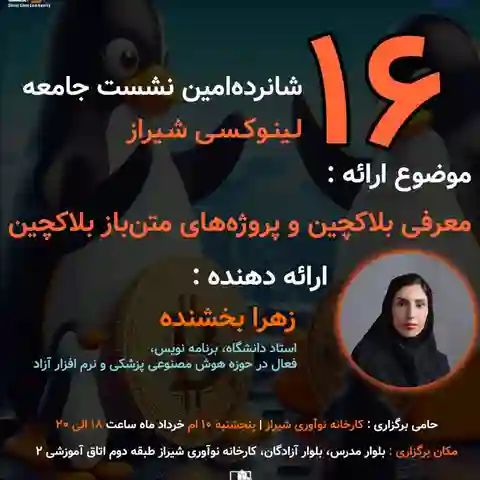 ۱۶
شانزده‌امین نشست جامعه
لینوکسی شیراز
موضوع ارائه :
معرفی بلاکچین و پروژه‌های متن‌باز بلاکچین
ارائه دهنده :
زهرا بخشنده
استاد دانشگاه، برنامه نویس،
فعال در حوزه هوش مصنوعی پزشکی و نرم افزار آزاد
حامی برگزاری : کارخانه نوآوری شیراز | پنجشنبه ۱۰ ام خرداد ماه ساعت ۱۸ الی ۲۰
مکان برگزاری : بلوار مدرس، بلوار آزادگان، کارخانه نوآوری شیراز طبقه دوم اتاق آموزشی ۲